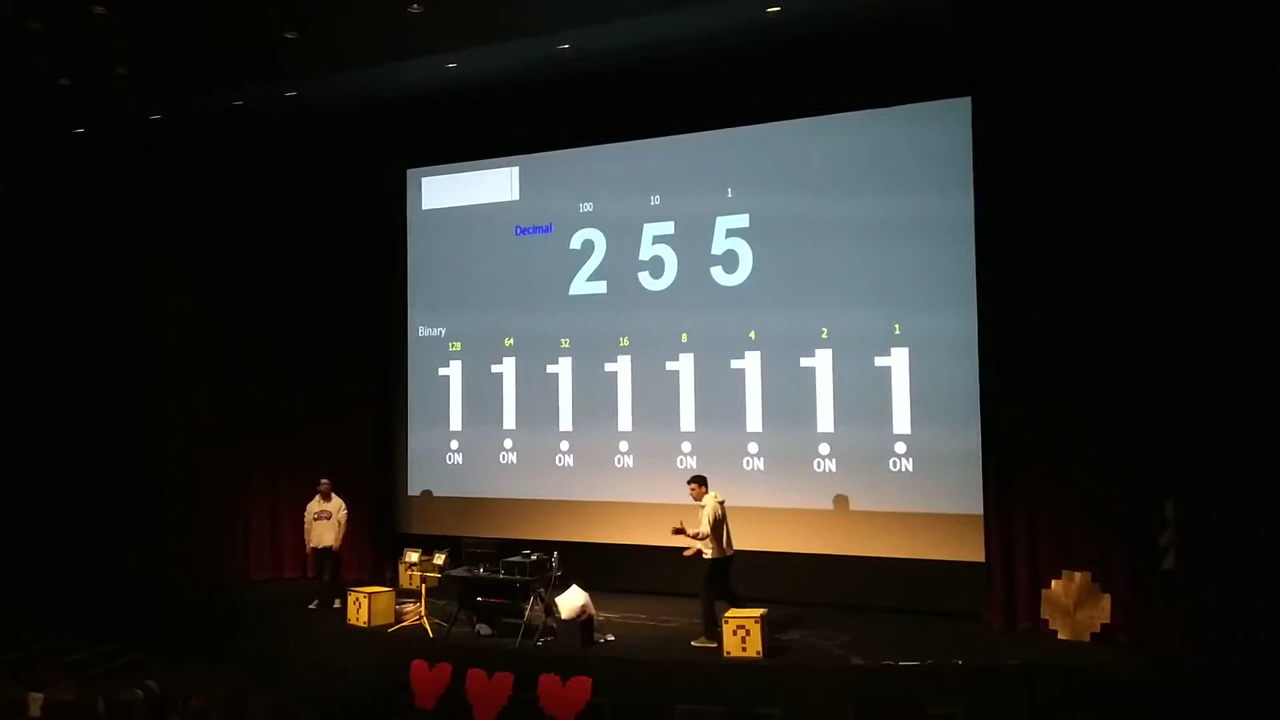 100 10 1
Decimal 2 5 5
Binary
128 64 32 16 8 4 2 1
1 1 1 1 1 1 1 1
ON ON ON ON ON ON ON ON
?
?